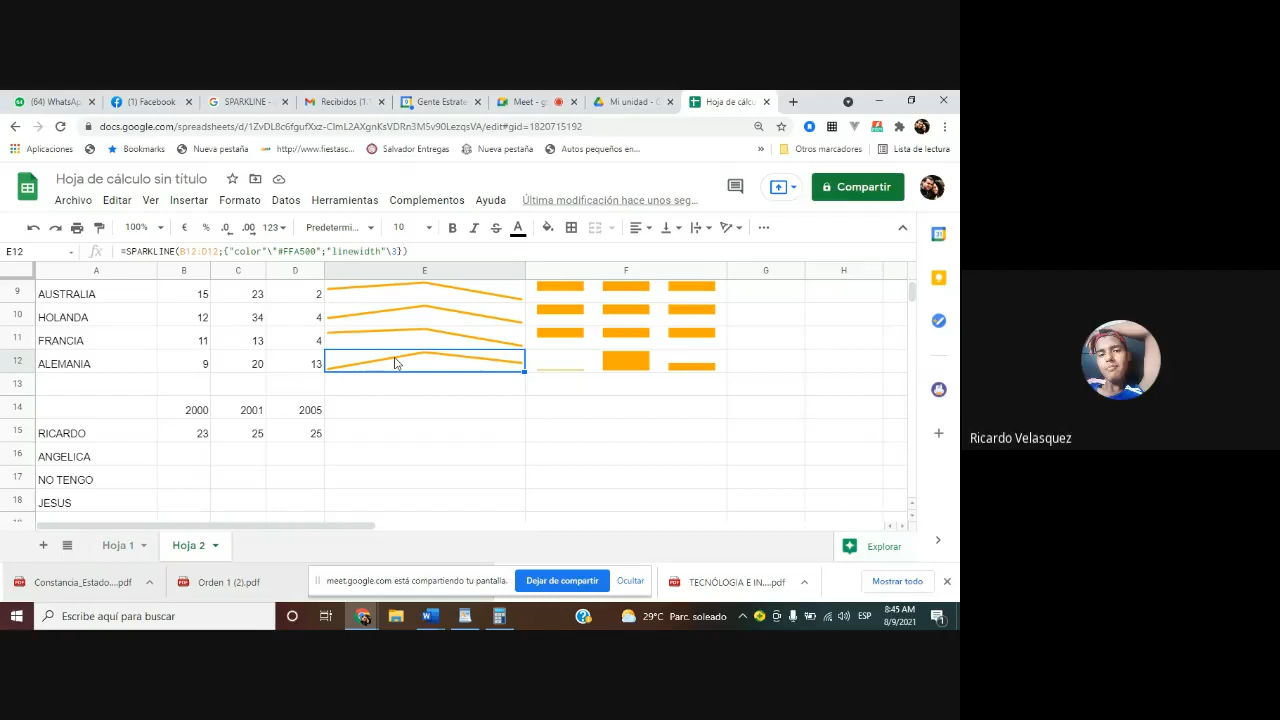 (64) WhatsAp
(1) Facebook
SPARKLINE -
Recibidos (1.1
Gente Estrate
Meet - g
Mi unidad - G
Hoja de cálcu
docs.google.com/spreadsheets/d/1ZvDL8c6fgufXxz-CImL2AXgnKsVDRn3M5v90LezqsVA/edit#gid=1820715192
Aplicaciones
Bookmarks
Nueva pestaña
http://www.fiestasc...
Salvador Entregas
Nueva pestaña
Autos pequeños en...
»
Otros marcadores
Lista de lectura
Hoja de cálculo sin título
Compartir
Archivo Editar Ver Insertar Formato Datos Herramientas Complementos Ayuda Última modificación hace unos seg...
100% € % .0 .00 123 Predetermi... 10 B I S A
E12 fx =SPARKLINE(B12:D12;{"color"\"#FFA500";"linewidth"\3})
A B C D E F G H
9 AUSTRALIA 15 23 2
10 HOLANDA 12 34 4
11 FRANCIA 11 13 4
12 ALEMANIA 9 20 13
13
14 2000 2001 2005
15 RICARDO 23 25 25
16 ANGELICA
17 NO TENGO
18 JESUS
Hoja 1
Hoja 2
Explorar
Constancia_Estado....pdf
Orden 1 (2).pdf
meet.google.com está compartiendo tu pantalla.
Dejar de compartir
Ocultar
TECNÓLOGIA E IN....pdf
Mostrar todo
Escribe aquí para buscar
29°C Parc. soleado
ESP
8:45 AM
8/9/2021
1
Ricardo Velasquez